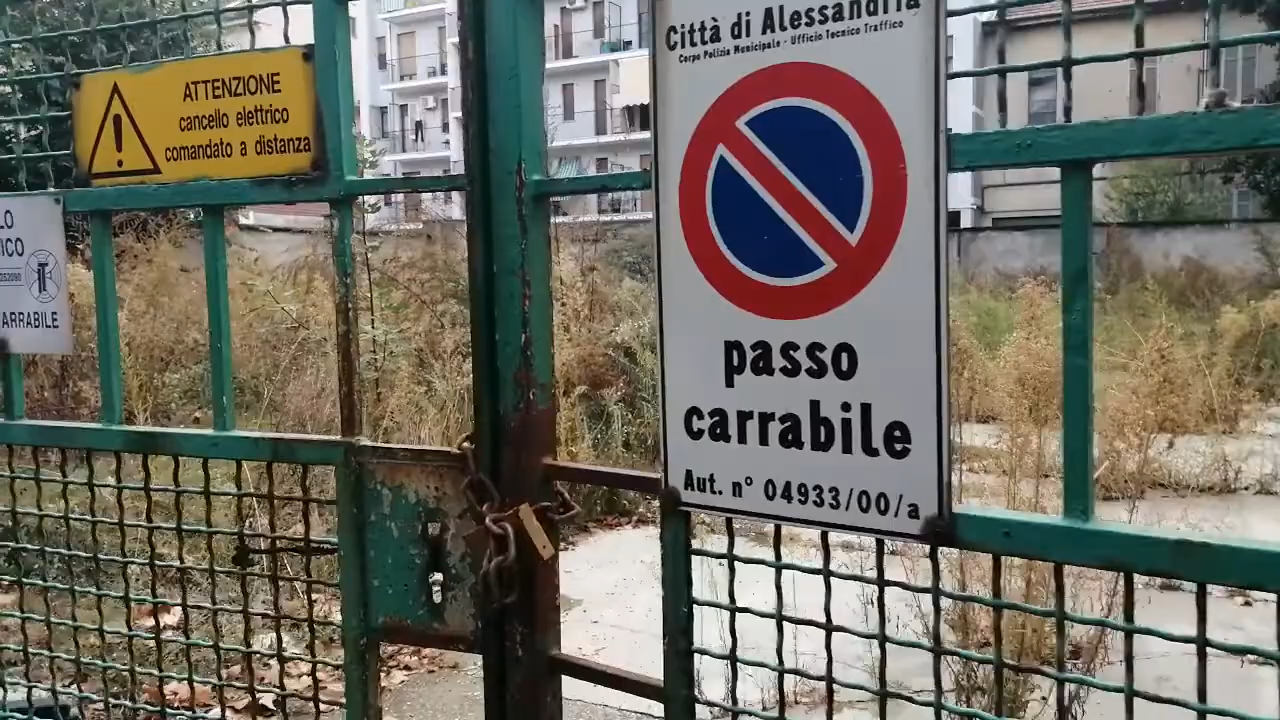 Città di Alessandria
Corpo Polizia Municipale - Ufficio Tecnico Traffico
ATTENZIONE
cancello elettrico
comandato a distanza
LO
ICO
252090
ARRABILE
passo
carrabile
Aut. n° 04933/00/a